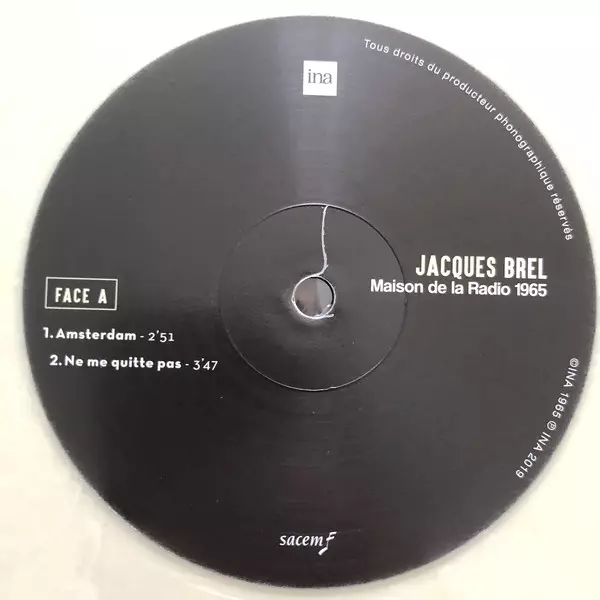 ina
Tous droits du producteur phonographique réservés
JACQUES BREL
Maison de la Radio 1965
FACE A
1. Amsterdam - 2'51
2. Ne me quitte pas - 3'47
©INA 1965 ® INA 2019
sacem